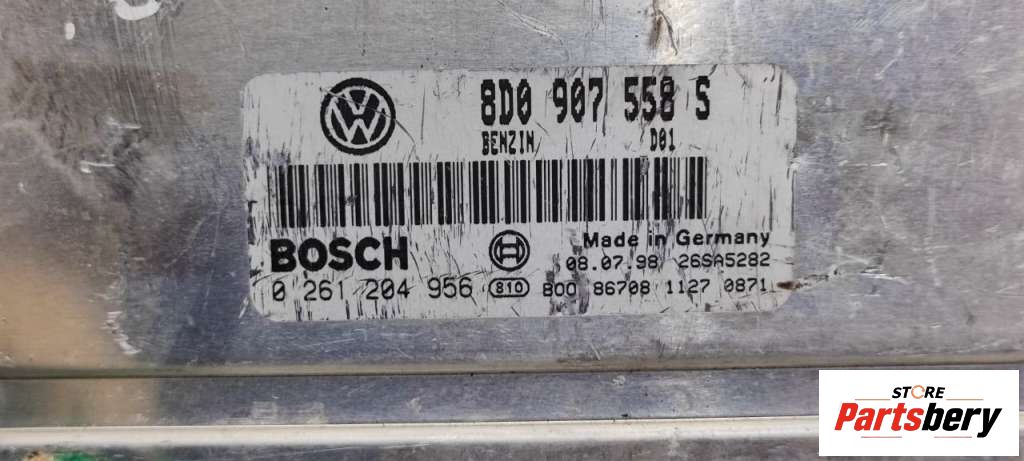 8D0 907 558 S
BENZIN D01
BOSCH
Made in Germany
08.07.98 26SA5282
0 261 204 956 810 800 86708 1127 0871
STORE
Partsbery